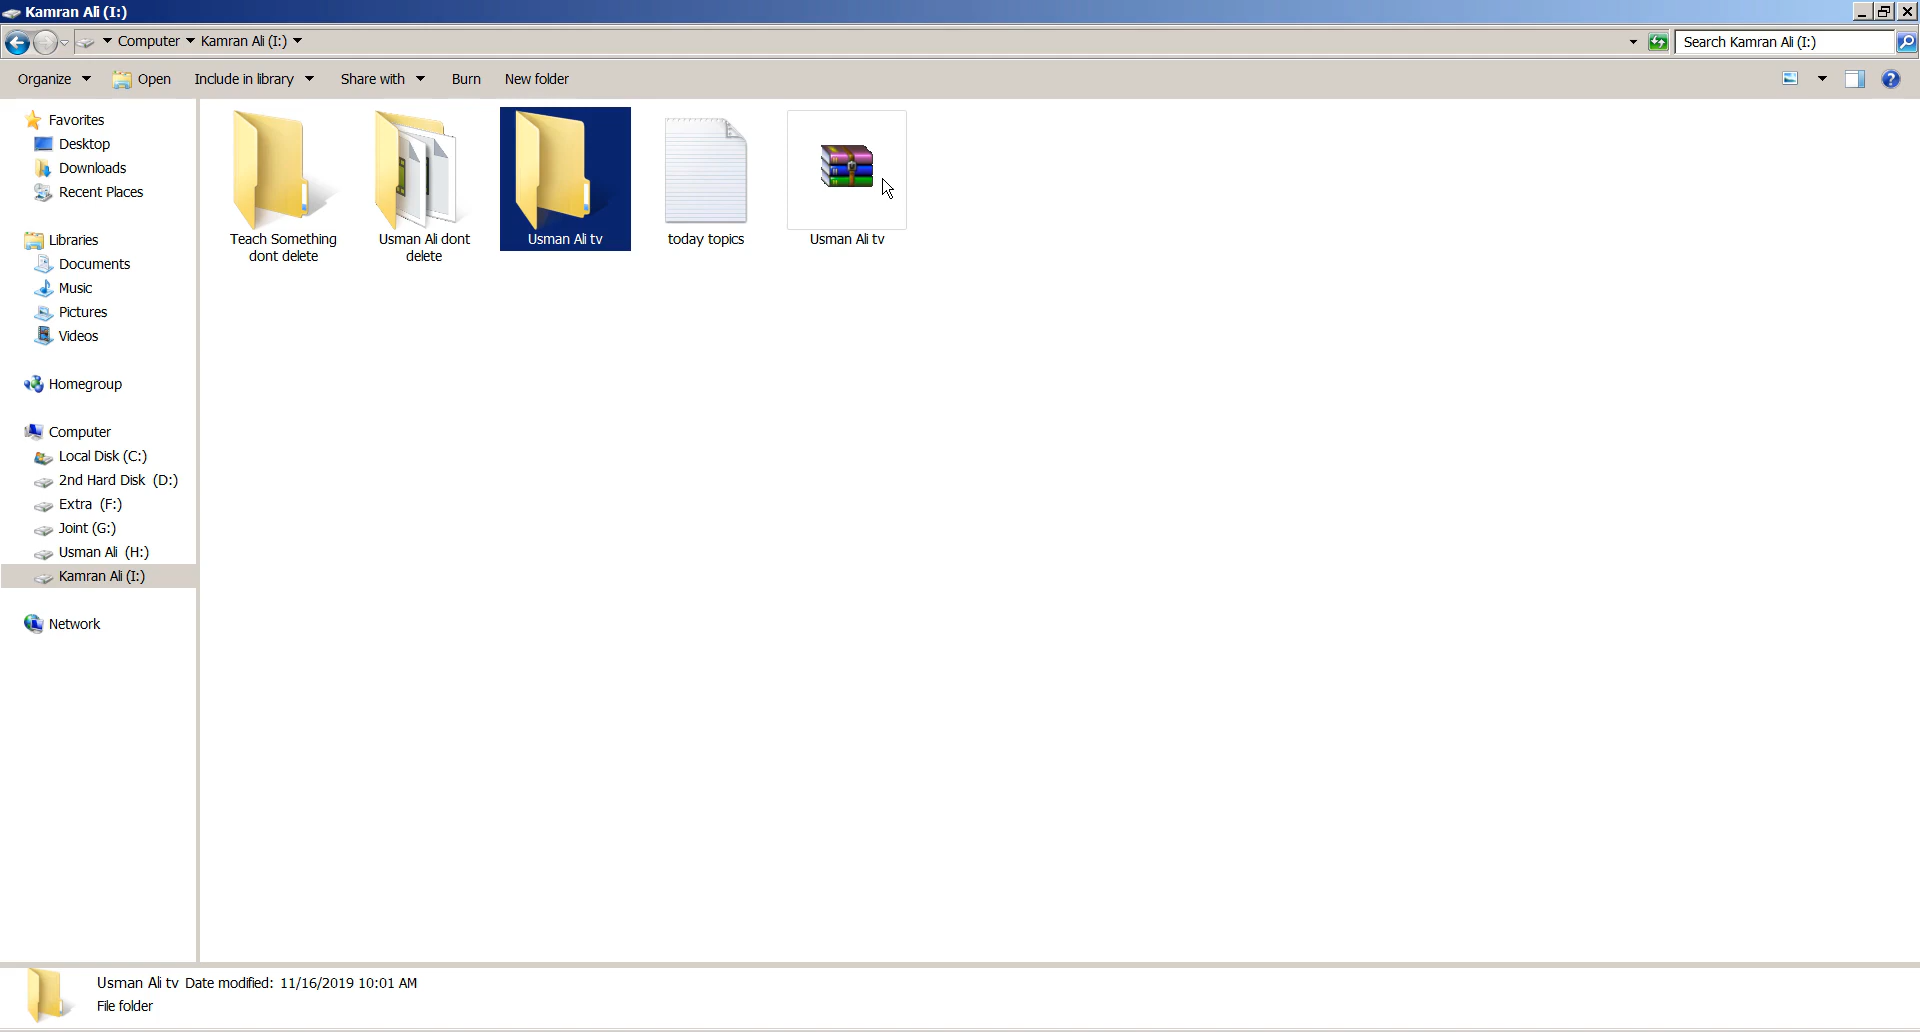 Kamran Ali (I:)
Computer Kamran Ali (I:)
Search Kamran Ali (I:)
Organize Open Include in library Share with Burn New folder
Favorites
Desktop
Downloads
Recent Places
Libraries
Documents
Music
Pictures
Videos
Homegroup
Computer
Local Disk (C:)
2nd Hard Disk (D:)
Extra (F:)
Joint (G:)
Usman Ali (H:)
Kamran Ali (I:)
Network
Teach Something
dont delete
Usman Ali dont
delete
Usman Ali tv
today topics
Usman Ali tv
Usman Ali tv Date modified: 11/16/2019 10:01 AM
File folder